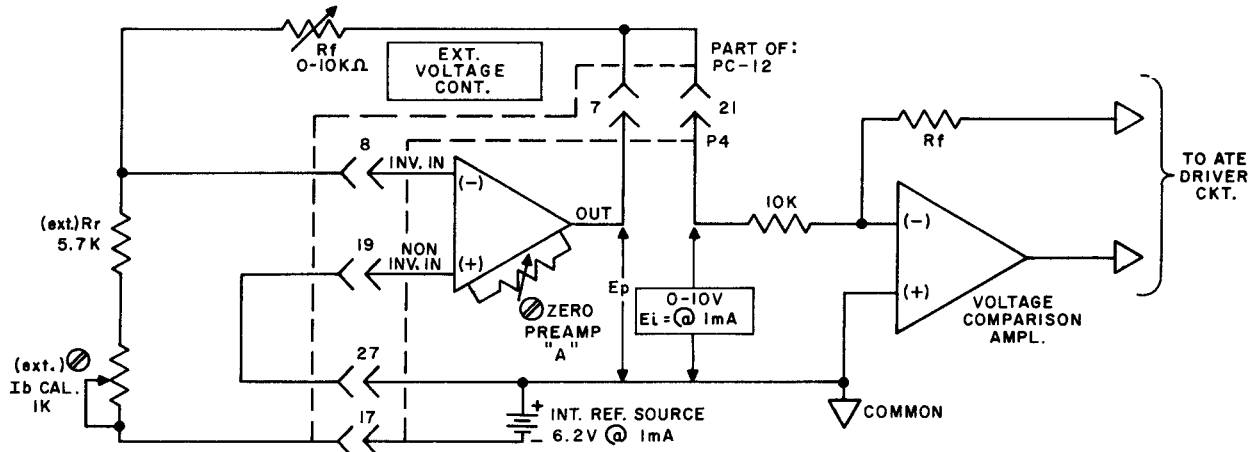 Rf
0-10KΩ
EXT.
VOLTAGE
CONT.
PART OF:
PC-12
7
21
P4
8
INV. IN
(-)
OUT
Rf
TO ATE
DRIVER
CKT.
(ext.) Rr
5.7K
10K
(-)
19
NON
INV. IN
(+)
Ep
0-10V
Ei = @ 1mA
(+)
ZERO
PREAMP
"A"
VOLTAGE
COMPARISON
AMPL.
(ext.)
Ib CAL.
1K
27
17
+
INT. REF. SOURCE
- 6.2V @ 1mA
COMMON